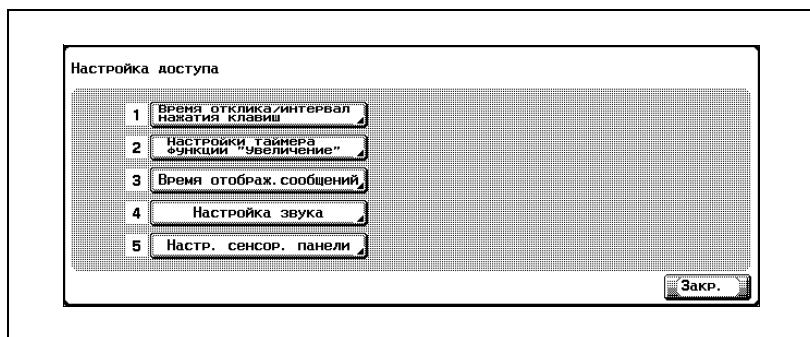 Настройка доступа
1 Время отклика/интервал
нажатия клавиш
2 Настройки таймера
функции "Увеличение"
3 Время отображ.сообщений
4 Настройка звука
5 Настр. сенсор. панели
Закр.